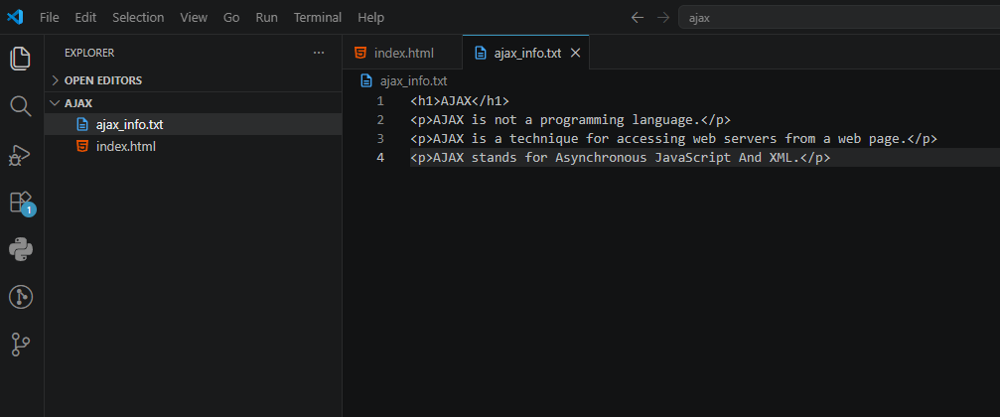 File Edit Selection View Go Run Terminal Help
ajax
EXPLORER
OPEN EDITORS
AJAX
ajax_info.txt
index.html
1
index.html
ajax_info.txt
ajax_info.txt
1 <h1>AJAX</h1>
2 <p>AJAX is not a programming language.</p>
3 <p>AJAX is a technique for accessing web servers from a web page.</p>
4 <p>AJAX stands for Asynchronous JavaScript And XML.</p>